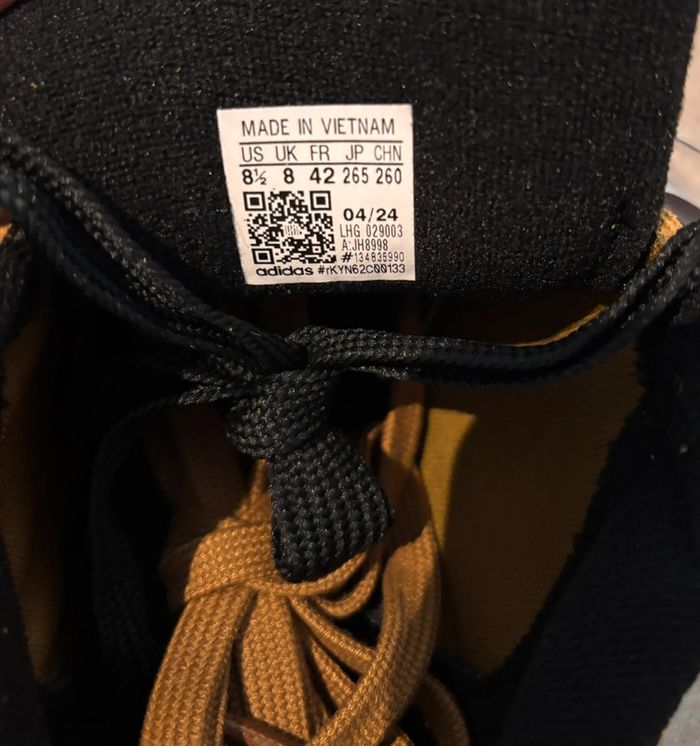 MADE IN VIETNAM
US UK FR JP CHN
8½ 8 42 265 260
04/24
LHG 029003
A:JH8998
#134835990
adidas #rKYN62C00133